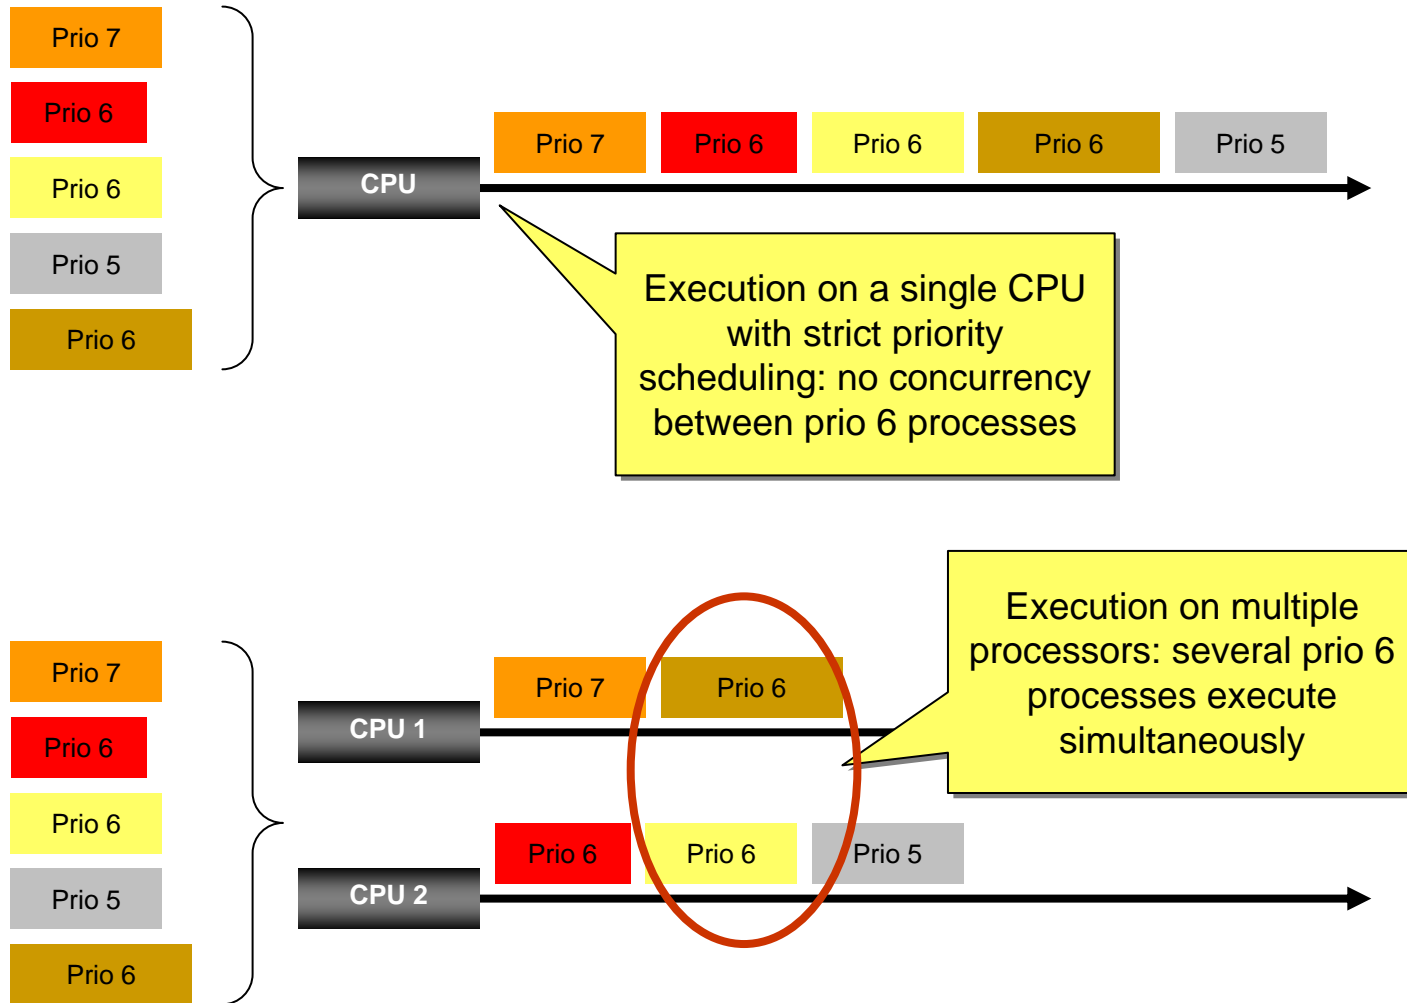 Prio 7
Prio 6
Prio 6
Prio 5
Prio 6
CPU
Prio 7
Prio 6
Prio 6
Prio 6
Prio 5
Execution on a single CPU
with strict priority
scheduling: no concurrency
between prio 6 processes
Prio 7
Prio 6
Prio 6
Prio 5
Prio 6
CPU 1
Prio 7
Prio 6
Execution on multiple
processors: several prio 6
processes execute
simultaneously
CPU 2
Prio 6
Prio 6
Prio 5